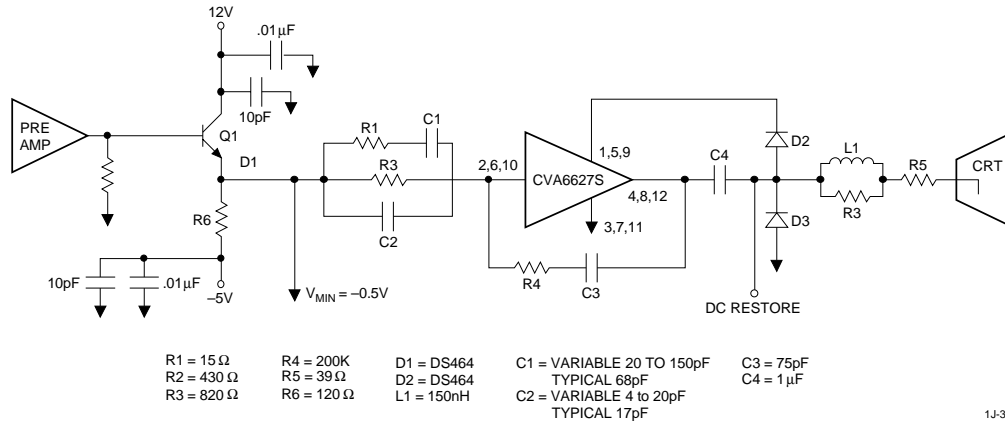 12V
.01μF
PRE
AMP
10pF
Q1
D1
R6
10pF
.01μF
–5V
V_MIN = –0.5V
R1
C1
R3
C2
2,6,10
CVA6627S
1,5,9
4,8,12
3,7,11
R4
C3
C4
D2
D3
DC RESTORE
L1
R3
R5
CRT
R1 = 15 Ω
R2 = 430 Ω
R3 = 820 Ω
R4 = 200K
R5 = 39 Ω
R6 = 120 Ω
D1 = DS464
D2 = DS464
L1 = 150nH
C1 = VARIABLE 20 TO 150pF
TYPICAL 68pF
C2 = VARIABLE 4 to 20pF
TYPICAL 17pF
C3 = 75pF
C4 = 1μF
1J-3